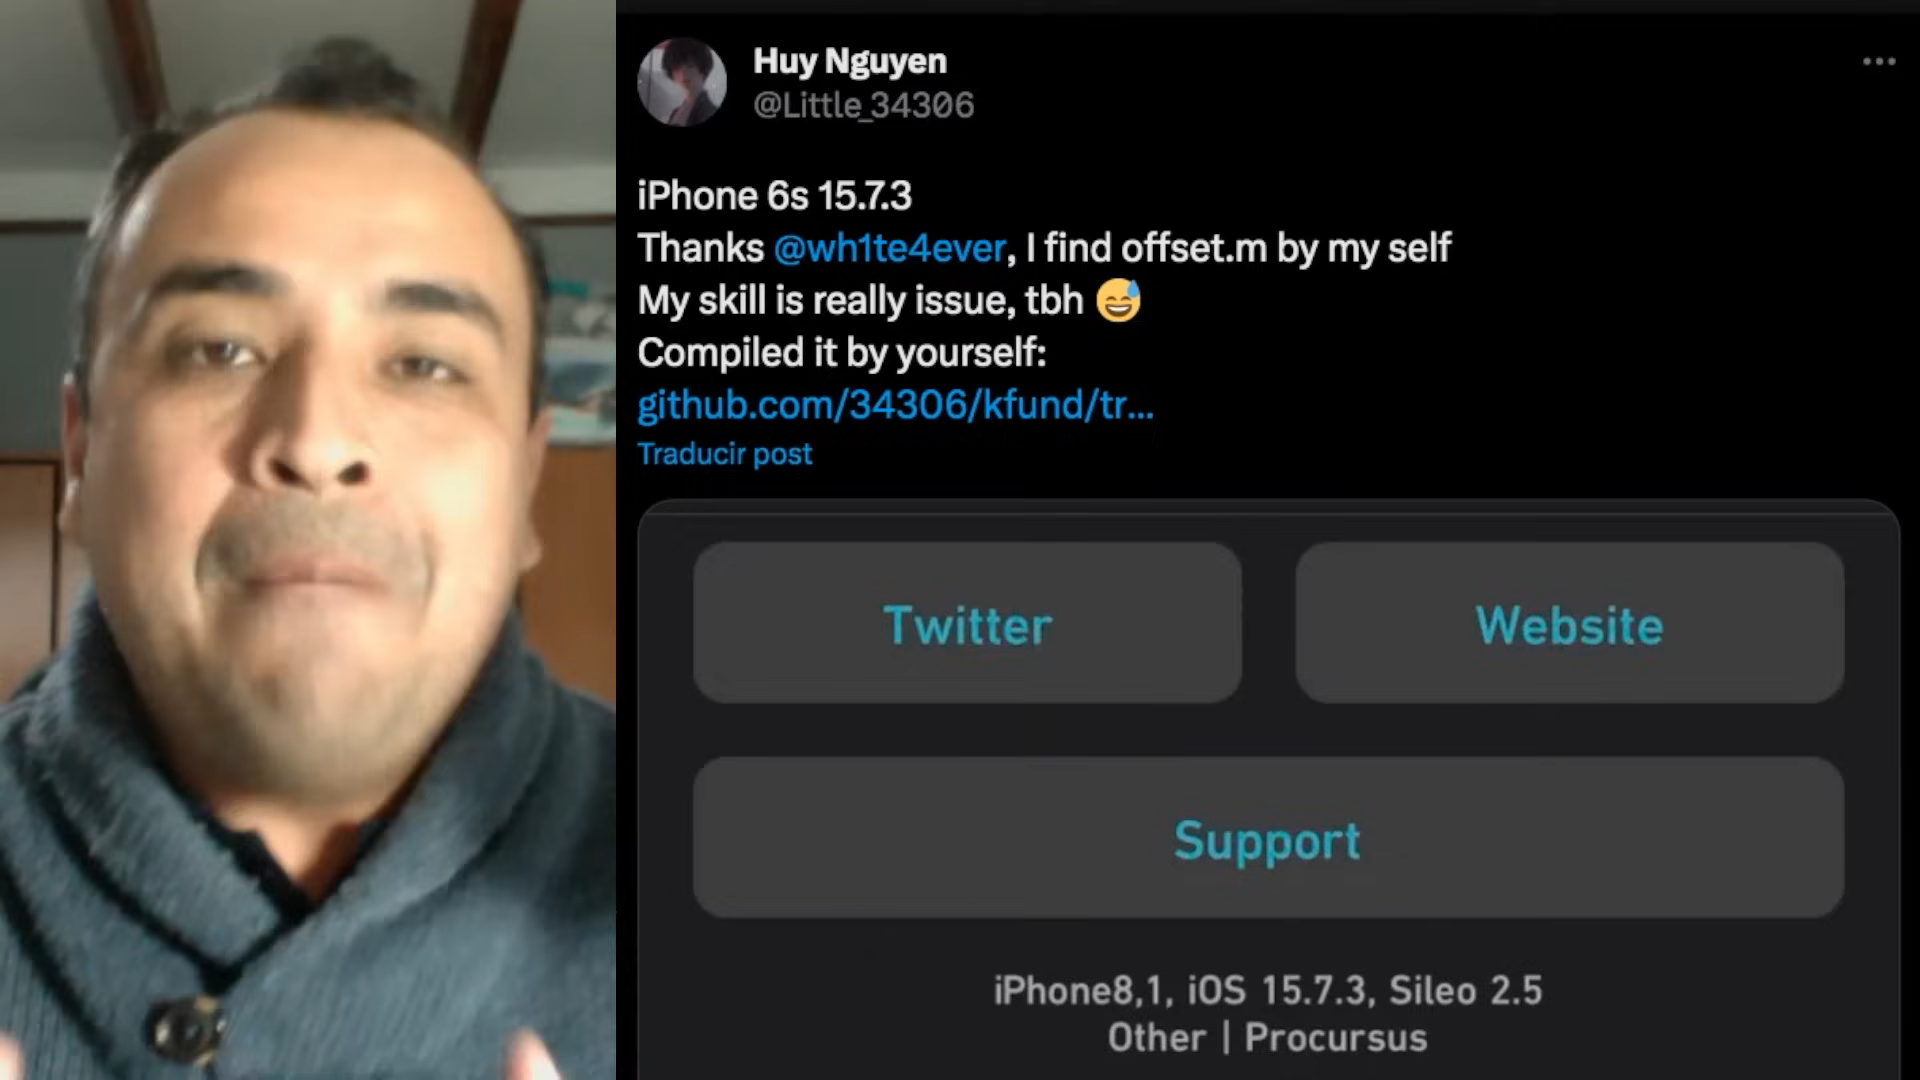 Huy Nguyen
@Little_34306
iPhone 6s 15.7.3
Thanks @wh1te4ever, I find offset.m by my self
My skill is really issue, tbh 😅
Compiled it by yourself:
github.com/34306/kfund/tr...
Traducir post
Twitter
Website
Support
iPhone8,1, iOS 15.7.3, Sileo 2.5
Other | Procursus